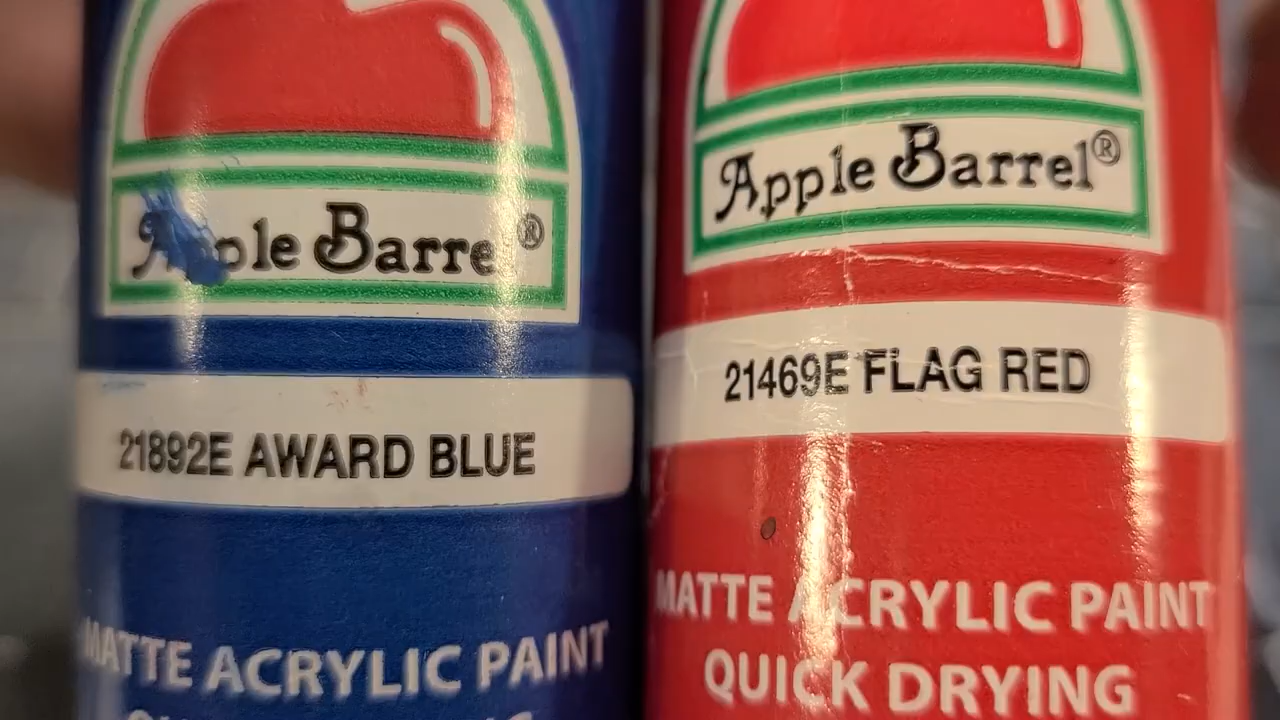 Apple Barrel®
21892E AWARD BLUE
MATTE ACRYLIC PAINT
Apple Barrel®
21469E FLAG RED
MATTE ACRYLIC PAINT
QUICK DRYING